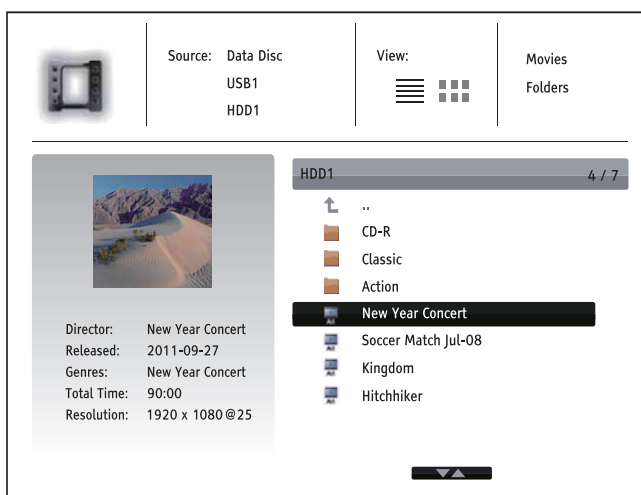 Source: Data Disc
USB1
HDD1
View:
Movies
Folders
HDD1 4 / 7
..
CD-R
Classic
Action
New Year Concert
Soccer Match Jul-08
Kingdom
Hitchhiker
Director: New Year Concert
Released: 2011-09-27
Genres: New Year Concert
Total Time: 90:00
Resolution: 1920 x 1080@25